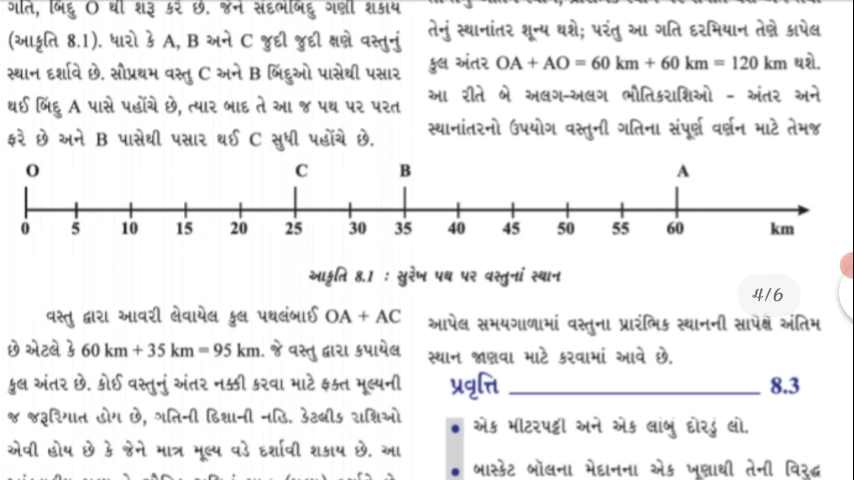 ગતિ, બિંદુ O થી શરૂ કરે છે. જેને સંદર્ભબિંદુ ગણી શકાય
(આકૃતિ 8.1). ધારો કે A, B અને C જુદી જુદી ક્ષણે વસ્તુનું
સ્થાન દર્શાવે છે. સૌપ્રથમ વસ્તુ C અને B બિંદુઓ પાસેથી પસાર
થઈ બિંદુ A પાસે પહોંચે છે, ત્યાર બાદ તે આ જ પથ પર પરત
ફરે છે અને B પાસેથી પસાર થઈ C સુધી પહોંચે છે.
તેનું સ્થાનાંતર શૂન્ય થશે; પરંતુ આ ગતિ દરમિયાન તેણે કાપેલ
કુલ અંતર OA + AO = 60 km + 60 km = 120 km થશે.
આ રીતે બે અલગ-અલગ ભૌતિકરાશિઓ - અંતર અને
સ્થાનાંતરનો ઉપયોગ વસ્તુની ગતિના સંપૂર્ણ વર્ણન માટે તેમજ
O C B A
0 5 10 15 20 25 30 35 40 45 50 55 60 km
આકૃતિ 8.1 : સુરેખ પથ પર વસ્તુનાં સ્થાન
4/6
વસ્તુ દ્વારા આવરી લેવાયેલ કુલ પથલંબાઈ OA + AC
છે એટલે કે 60 km + 35 km = 95 km. જે વસ્તુ દ્વારા કપાયેલ
કુલ અંતર છે. કોઈ વસ્તુનું અંતર નક્કી કરવા માટે ફક્ત મૂલ્યની
જ જરૂરિયાત હોય છે, ગતિની દિશાની નહિ. કેટલીક રાશિઓ
એવી હોય છે કે જેને માત્ર મૂલ્ય વડે દર્શાવી શકાય છે. આ
આપેલ સમયગાળામાં વસ્તુના પ્રારંભિક સ્થાનની સાપેક્ષે અંતિમ
સ્થાન જાણવા માટે કરવામાં આવે છે.
પ્રવૃત્તિ 8.3
• એક મીટરપટ્ટી અને એક લાંબું દોરડું લો.
• બાસ્કેટ બૉલના મેદાનના એક ખૂણાથી તેની વિરુદ્ધ